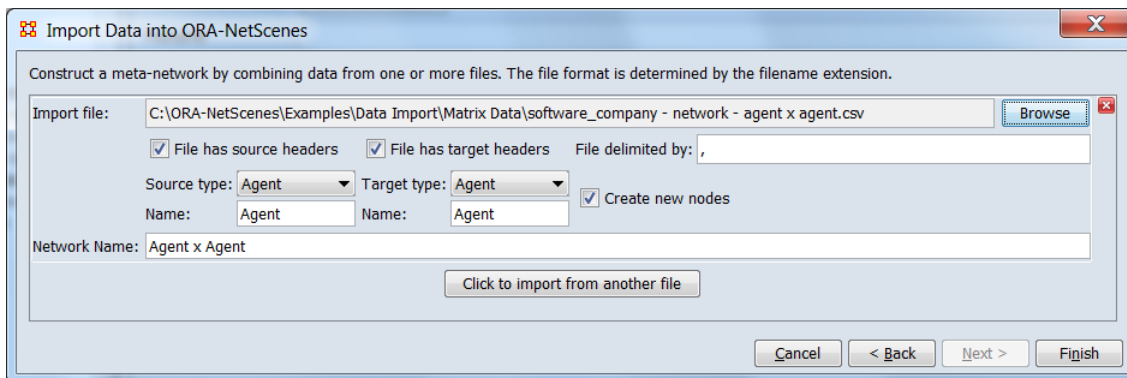 Import Data into ORA-NetScenes
X
Construct a meta-network by combining data from one or more files. The file format is determined by the filename extension.
Import file: C:\ORA-NetScenes\Examples\Data Import\Matrix Data\software_company - network - agent x agent.csv Browse
File has source headers File has target headers File delimited by: ,
Source type: Agent Target type: Agent
Create new nodes
Name: Agent Name: Agent
Network Name: Agent x Agent
Click to import from another file
Cancel < Back Next > Finish